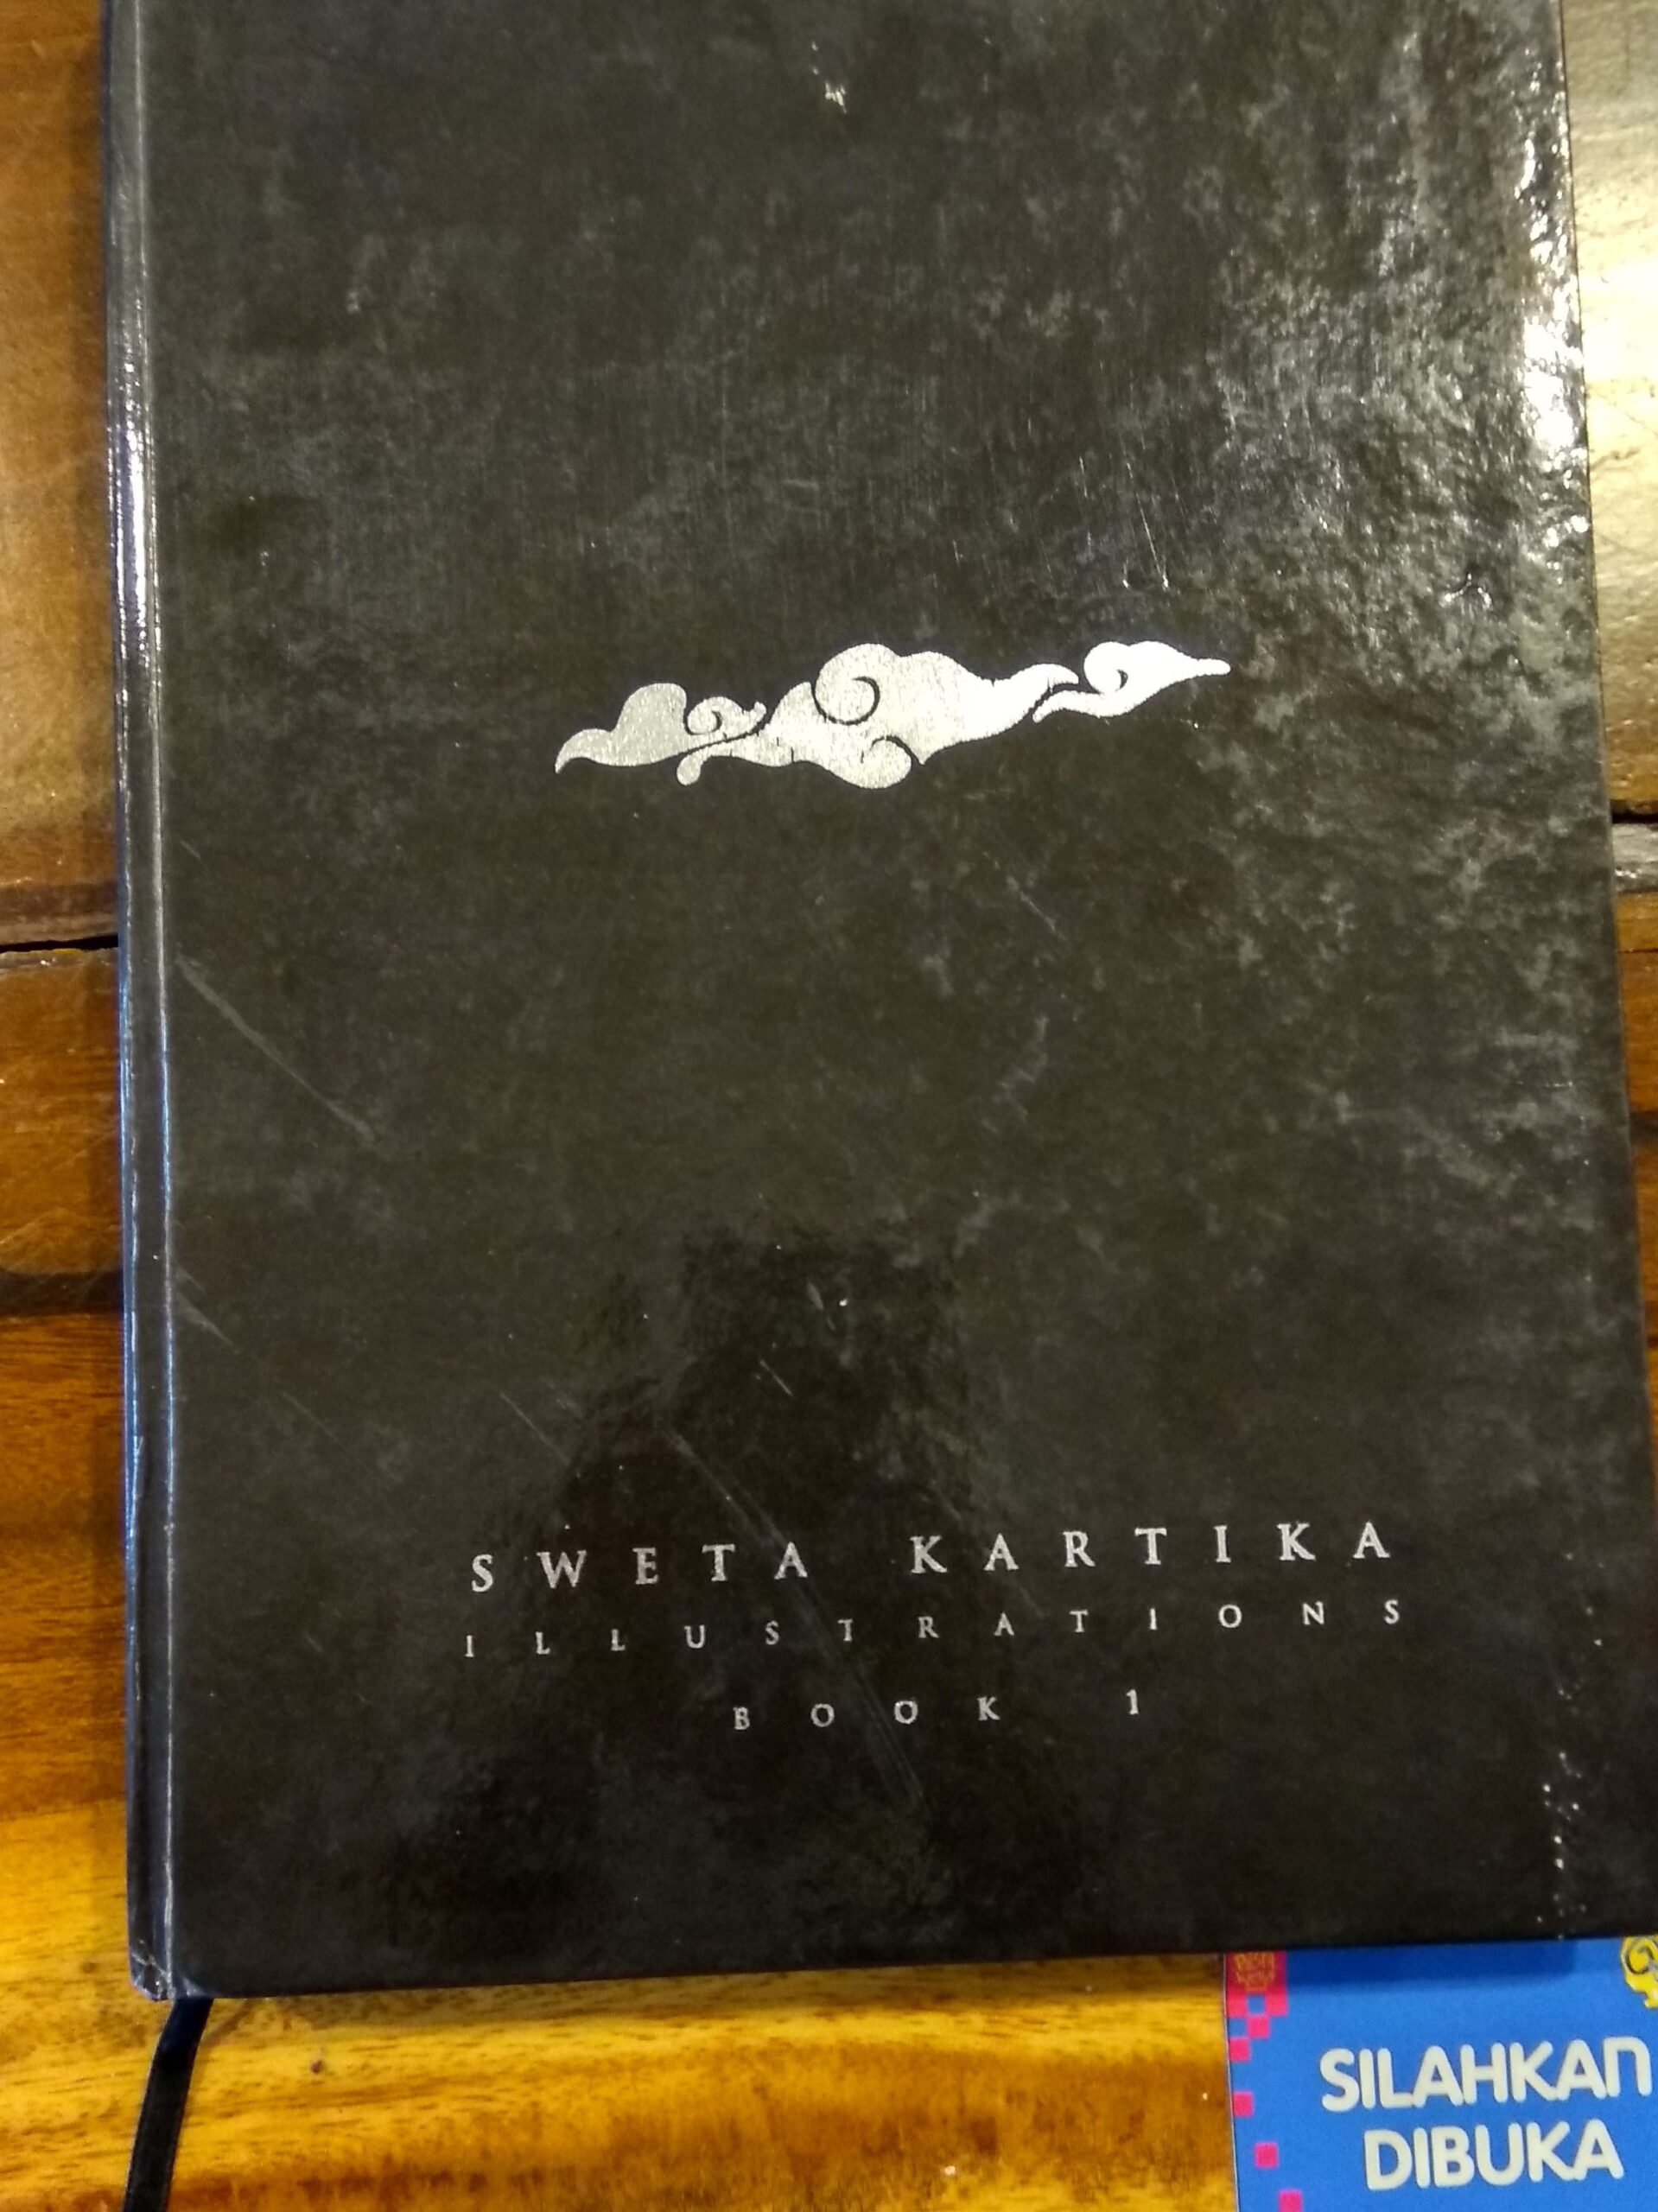 SWETA KARTIKA
ILLUSTRATIONS
BOOK 1
SILAHKAN
DIBUKA